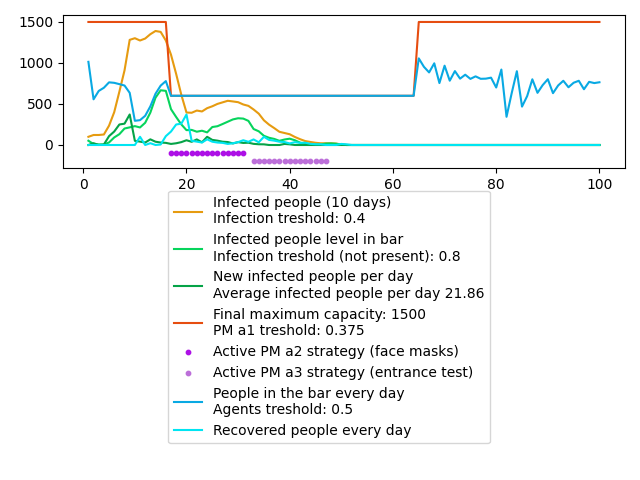 1500
1000
500
0
0 20 40 60 80 100
Infected people (10 days)
Infection treshold: 0.4
Infected people level in bar
Infection treshold (not present): 0.8
New infected people per day
Average infected people per day 21.86
Final maximum capacity: 1500
PM a1 treshold: 0.375
Active PM a2 strategy (face masks)
Active PM a3 strategy (entrance test)
People in the bar every day
Agents treshold: 0.5
Recovered people every day